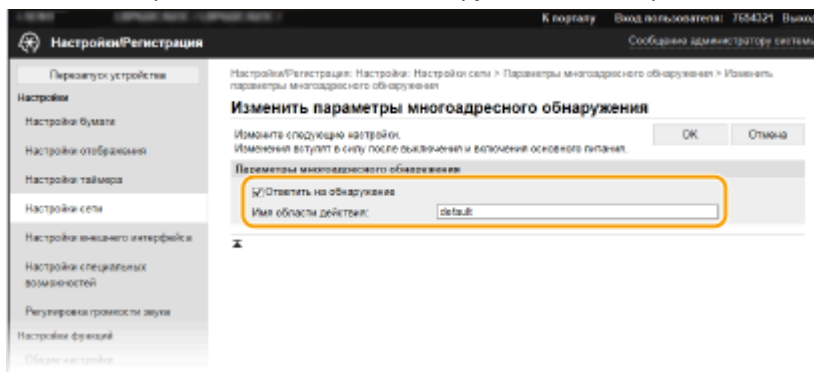 К порталу Вход пользователя: 7654321 Выход
Настройки/Регистрация
Сообщение администратору системы
Перезапуск устройства
Настройки/Регистрация: Настройки: Настройки сети > Параметры многоадресного обнаружения > Изменить
параметры многоадресного обнаружения
Настройки
Изменить параметры многоадресного обнаружения
Настройки бумаги
Измените следующие настройки.
Изменения вступят в силу после выключения и включения основного питания.
OK Отмена
Настройки отображения
Параметры многоадресного обнаружения
Настройки таймера
Ответить на обнаружение
Настройки сети
Имя области действия: default
Настройки внешнего интерфейса
Настройки специальных
возможностей
Регулировка громкости звука
Настройки функций
Общие настройки